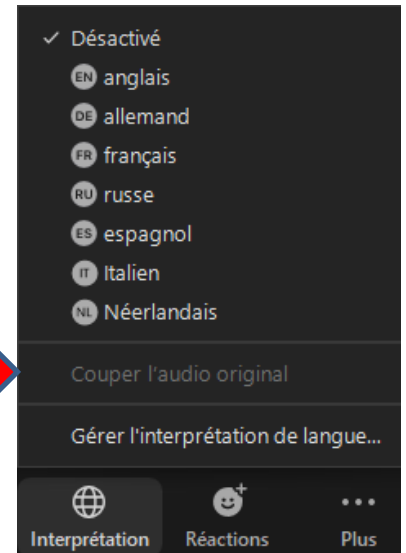 Désactivé
EN anglais
DE allemand
FR français
RU russe
ES espagnol
IT Italien
NL Néerlandais
Couper l'audio original
Gérer l'interprétation de langue...
Interprétation Réactions Plus